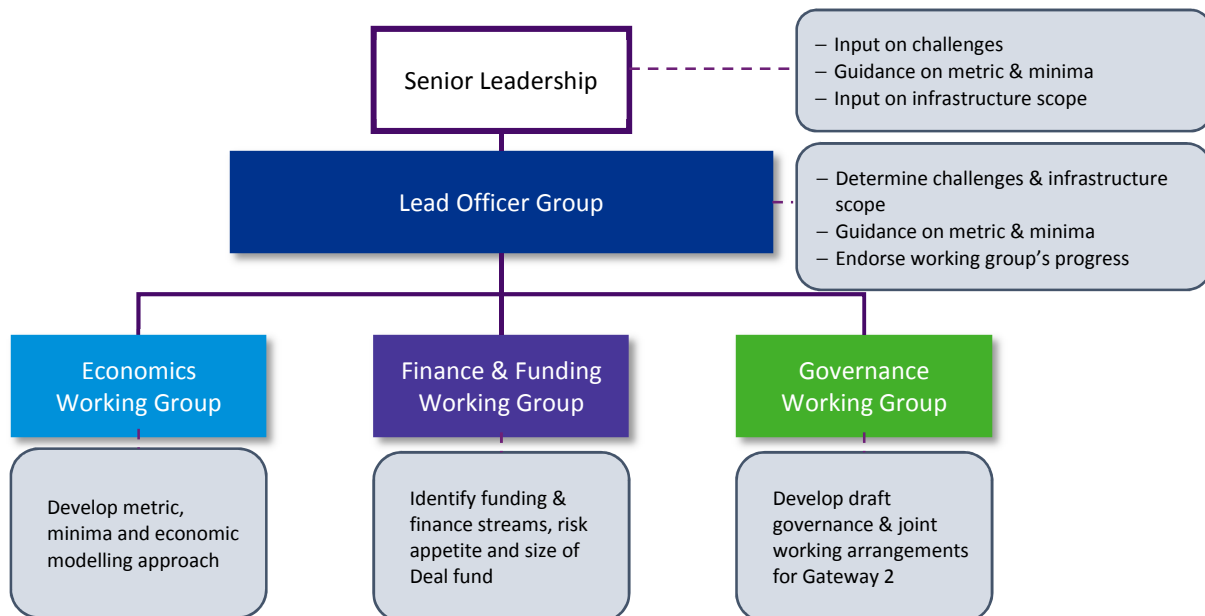 Senior Leadership
– Input on challenges
– Guidance on metric & minima
– Input on infrastructure scope
Lead Officer Group
– Determine challenges & infrastructure
scope
– Guidance on metric & minima
– Endorse working group’s progress
Economics
Working Group
Finance & Funding
Working Group
Governance
Working Group
Develop metric,
minima and economic
modelling approach
Identify funding &
finance streams, risk
appetite and size of
Deal fund
Develop draft
governance & joint
working arrangements
for Gateway 2